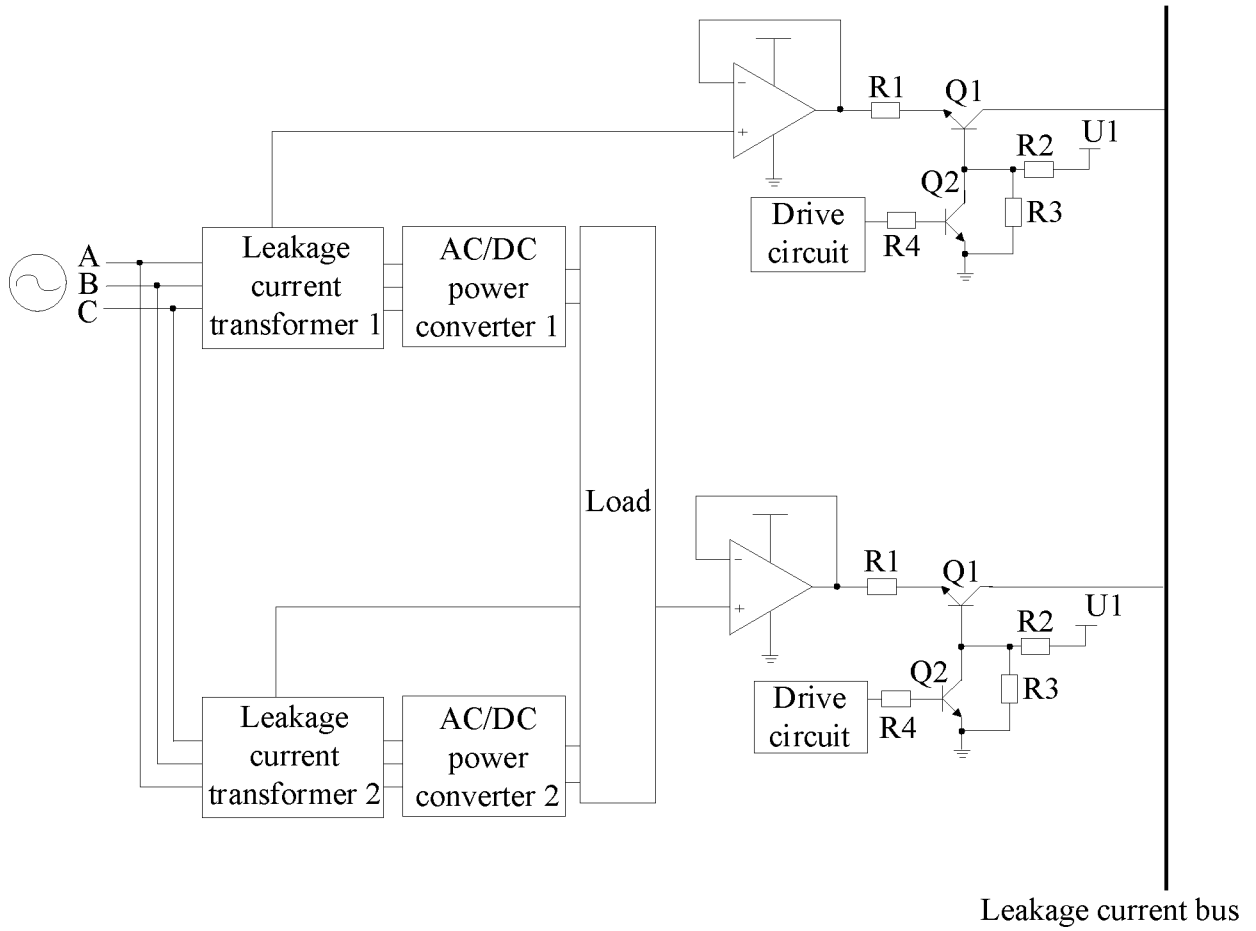 R1
Q1
U1
R2
Q2
R3
Drive
circuit
R4
A
B
C
Leakage
current
transformer 1
AC/DC
power
converter 1
Load
R1
Q1
U1
R2
Q2
R3
Drive
circuit
R4
Leakage
current
transformer 2
AC/DC
power
converter 2
Leakage current bus